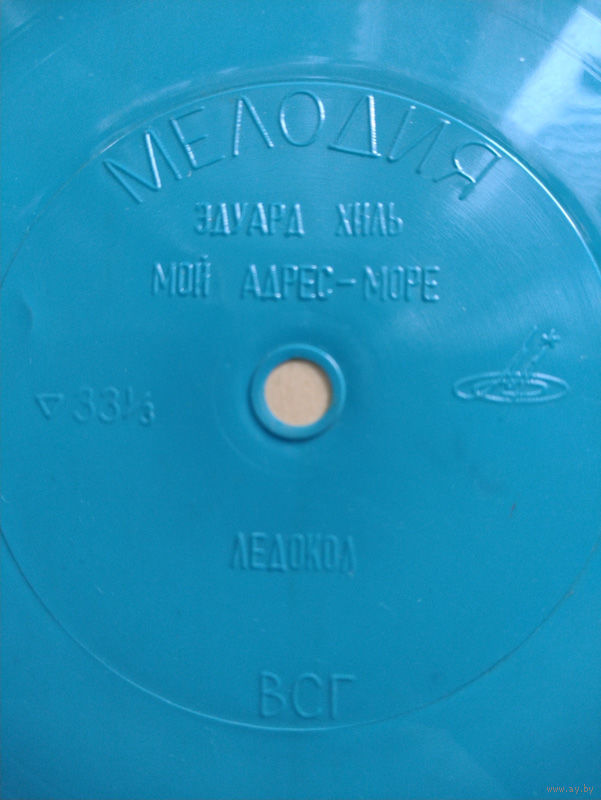 МЕЛОДИЯ
ЭДУАРД ХИЛЬ
МОЙ АДРЕС-МОРЕ
▽ 33⅓
ЛЕДОКОЛ
ВСГ
www.ay.by